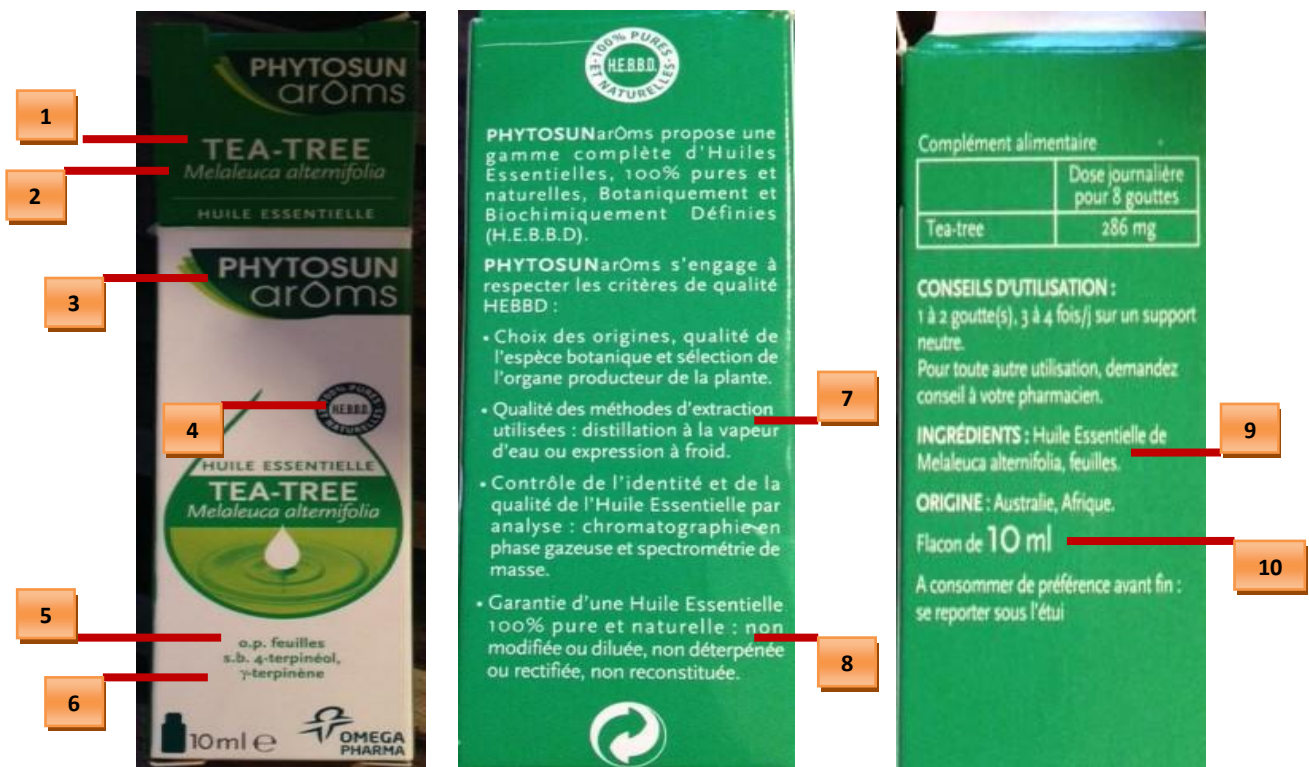 PHYTOSUN
arôms
1
TEA-TREE
2
Melaleuca alternifolia
HUILE ESSENTIELLE
PHYTOSUN
arôms
3
100% PURES
H.E.B.B.D.
ET NATURELLES
4
HUILE ESSENTIELLE
TEA-TREE
Melaleuca alternifolia
5
o.p. feuilles
s.b. 4-terpinéol,
γ-terpinène
6
10ml e
OMEGA
PHARMA
100% PURES
H.E.B.B.D.
ET NATURELLES
PHYTOSUNarÔms propose une
gamme complète d'Huiles
Essentielles, 100% pures et
naturelles, Botaniquement et
Biochimiquement Définies
(H.E.B.B.D).
PHYTOSUNarÔms s'engage à
respecter les critères de qualité
HEBBD :
• Choix des origines, qualité de
l'espèce botanique et sélection de
l'organe producteur de la plante.
• Qualité des méthodes d'extraction
utilisées : distillation à la vapeur
d'eau ou expression à froid.
7
• Contrôle de l'identité et de la
qualité de l'Huile Essentielle par
analyse : chromatographie en
phase gazeuse et spectrométrie de
masse.
• Garantie d'une Huile Essentielle
100% pure et naturelle : non
modifiée ou diluée, non déterpénée
ou rectifiée, non reconstituée.
8
Complément alimentaire
Dose journalière
pour 8 gouttes
Tea-tree 286 mg
CONSEILS D'UTILISATION :
1 à 2 goutte(s), 3 à 4 fois/j sur un support
neutre.
Pour toute autre utilisation, demandez
conseil à votre pharmacien.
INGRÉDIENTS : Huile Essentielle de
Melaleuca alternifolia, feuilles.
9
ORIGINE : Australie, Afrique.
Flacon de 10 ml
10
A consommer de préférence avant fin :
se reporter sous l'étui